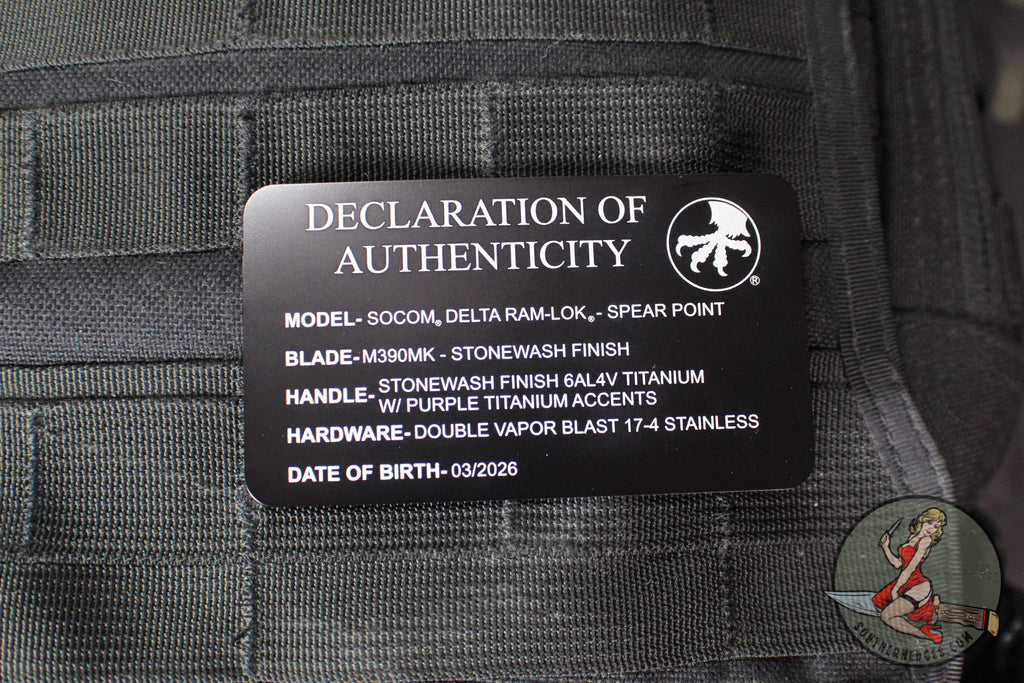 DECLARATION OF
AUTHENTICITY
®
MODEL- SOCOM® DELTA RAM-LOK® - SPEAR POINT
BLADE- M390MK - STONEWASH FINISH
HANDLE- STONEWASH FINISH 6AL4V TITANIUM
W/ PURPLE TITANIUM ACCENTS
HARDWARE- DOUBLE VAPOR BLAST 17-4 STAINLESS
DATE OF BIRTH- 03/2026
SOUTHERNEDGES.COM